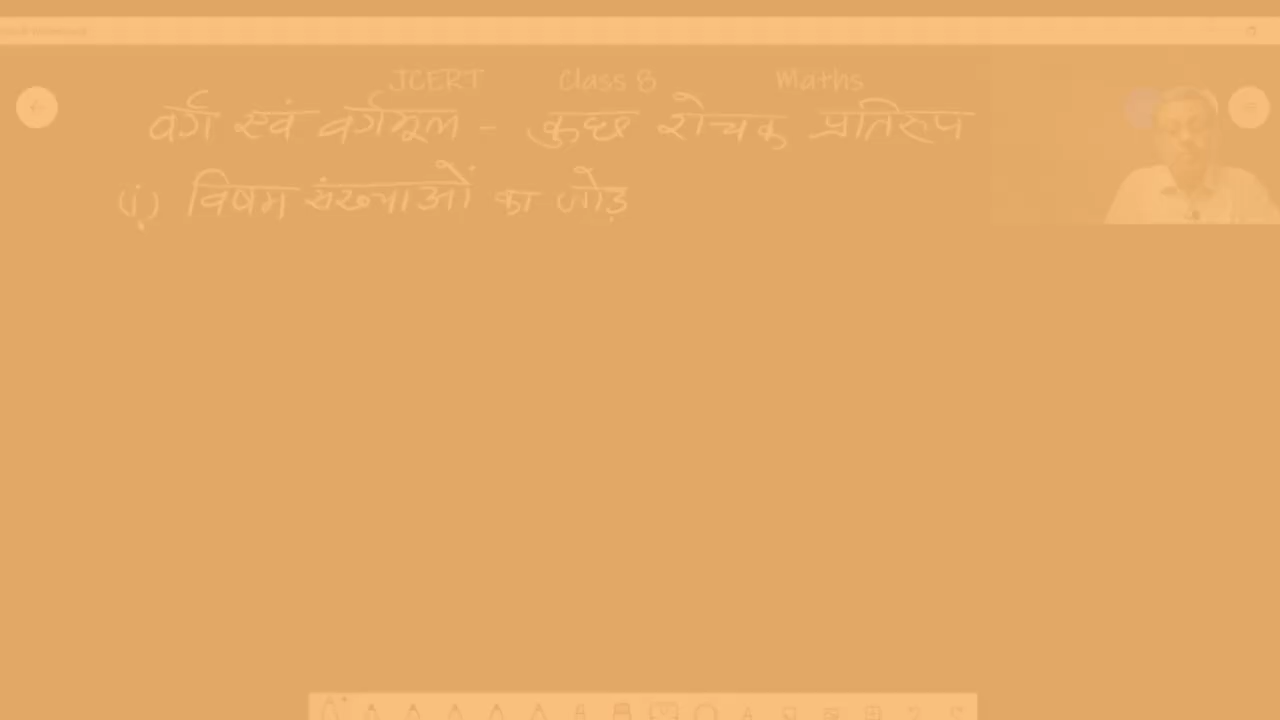 JCERT Class 8 Maths
वर्ग एवं वर्गमूल - कुछ रोचक प्रतिरूप
(i) विषम संख्याओं का जोड़